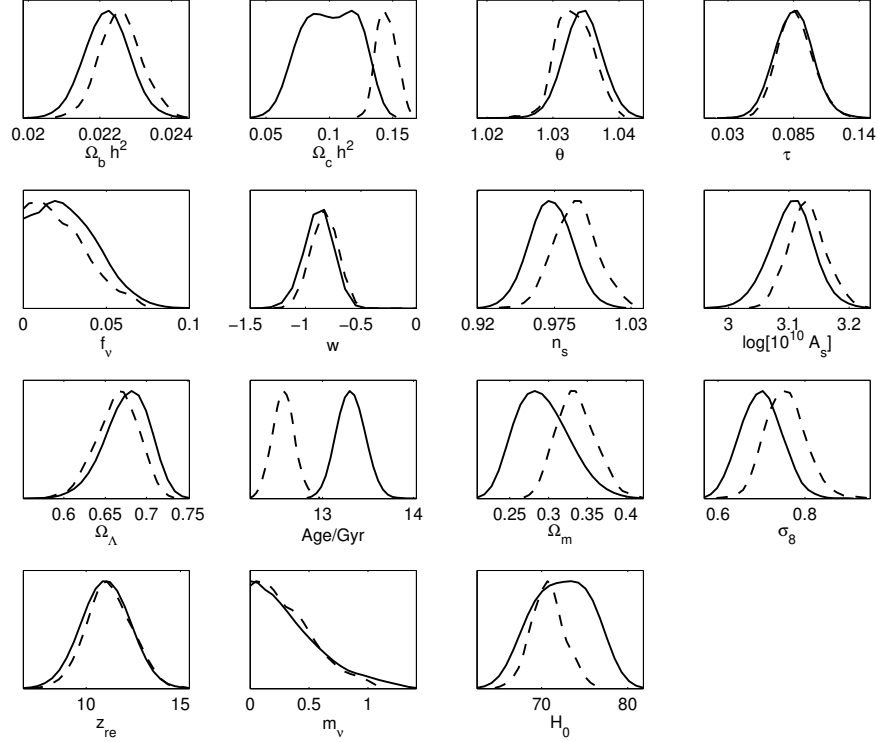 0.02 0.022 0.024
Ω_b h²
0.05 0.1 0.15
Ω_c h²
1.02 1.03 1.04
θ
0.03 0.085 0.14
τ
0 0.05 0.1
f_ν
−1.5 −1 −0.5 0
w
0.92 0.975 1.03
n_s
3 3.1 3.2
log[10¹⁰ A_s]
0.6 0.65 0.7 0.75
Ω_Λ
13 14
Age/Gyr
0.25 0.3 0.35 0.4
Ω_m
0.6 0.8
σ_8
10 15
z_re
0 0.5 1
m_ν
70 80
H_0